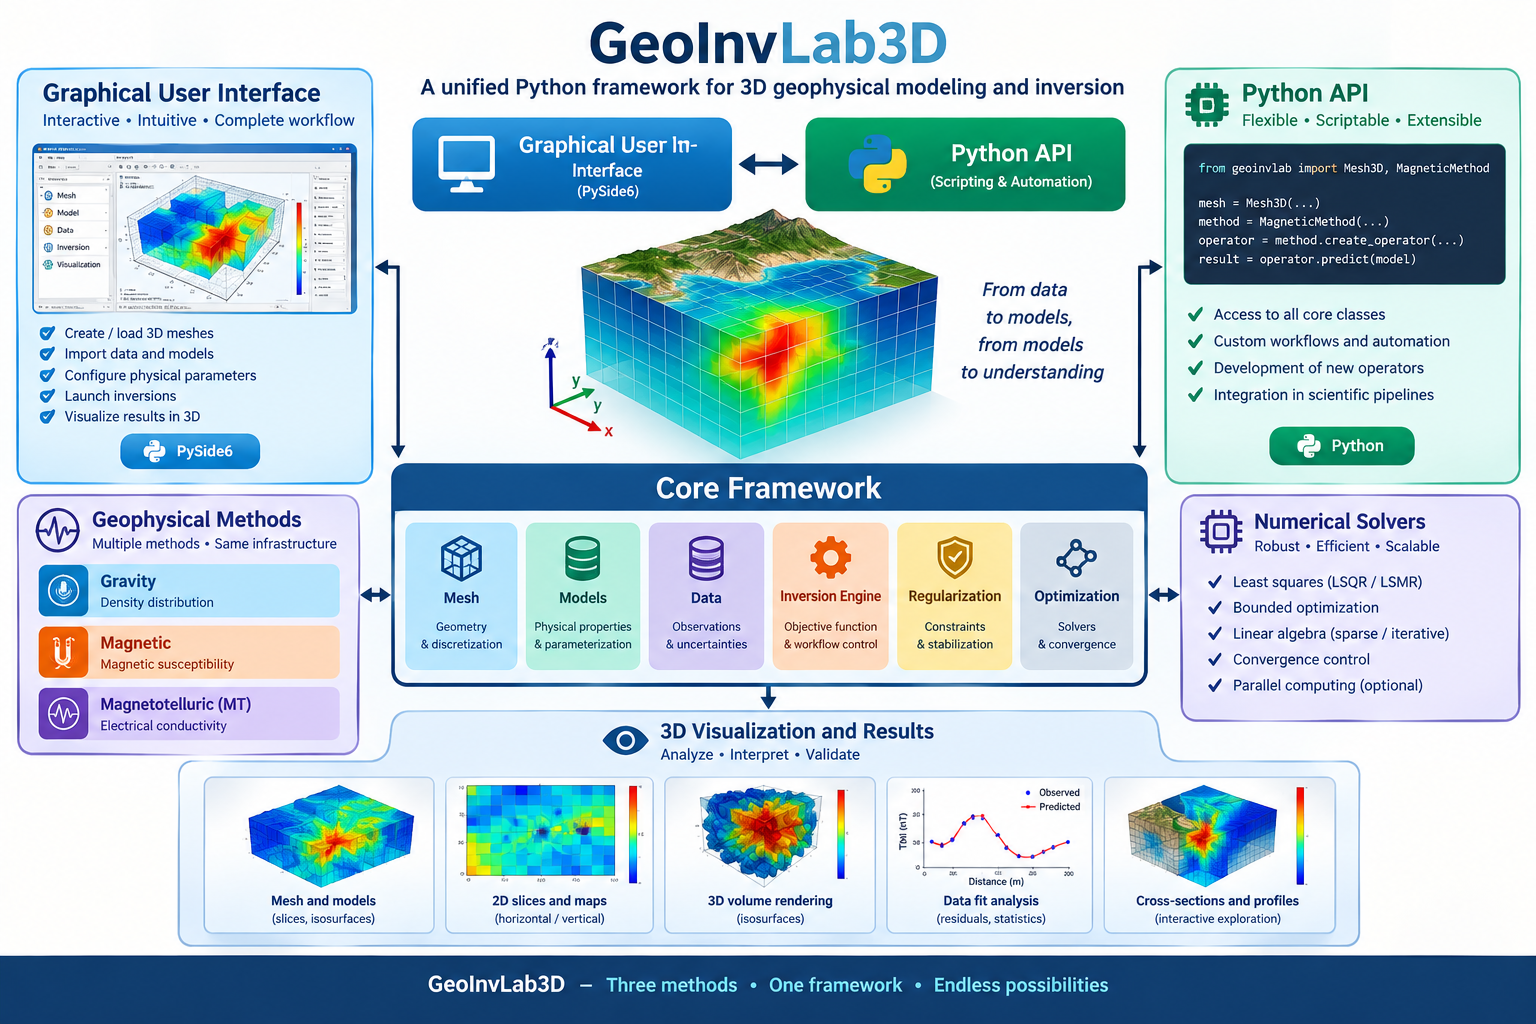 GeoInvLab3D
A unified Python framework for 3D geophysical modeling and inversion
Graphical User Interface
Interactive • Intuitive • Complete workflow
Mesh
Model
Data
Inversion
Visualization
Create / load 3D meshes
Import data and models
Configure physical parameters
Launch inversions
Visualize results in 3D
PySide6
Graphical User In-
Interface
(PySide6)
Python API
(Scripting & Automation)
From data
to models,
from models
to understanding
y
y
x
Python API
Flexible • Scriptable • Extensible
from geoinvlab import Mesh3D, MagneticMethod
mesh = Mesh3D(...)
method = MagneticMethod(...)
operator = method.create_operator(...)
result = operator.predict(model)
Access to all core classes
Custom workflows and automation
Development of new operators
Integration in scientific pipelines
Python
Geophysical Methods
Multiple methods • Same infrastructure
Gravity
Density distribution
Magnetic
Magnetic susceptibility
Magnetotelluric (MT)
Electrical conductivity
Core Framework
Mesh
Geometry
& discretization
Models
Physical properties
& parameterization
Data
Observations
& uncertainties
Inversion Engine
Objective function
& workflow control
Regularization
Constraints
& stabilization
Optimization
Solvers
& convergence
Numerical Solvers
Robust • Efficient • Scalable
Least squares (LSQR / LSMR)
Bounded optimization
Linear algebra (sparse / iterative)
Convergence control
Parallel computing (optional)
3D Visualization and Results
Analyze • Interpret • Validate
Mesh and models
(slices, isosurfaces)
2D slices and maps
(horizontal / vertical)
3D volume rendering
(isosurfaces)
Observed
Predicted
Distance (m)
Data fit analysis
(residuals, statistics)
Cross-sections and profiles
(interactive exploration)
GeoInvLab3D – Three methods • One framework • Endless possibilities